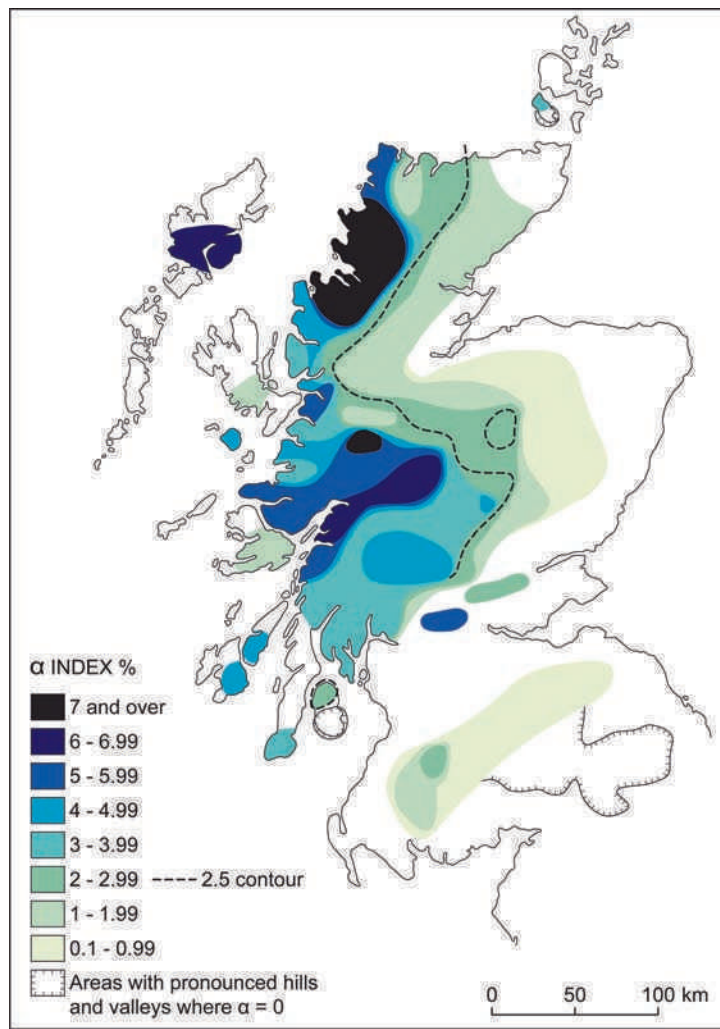 α INDEX %
7 and over
6 - 6.99
5 - 5.99
4 - 4.99
3 - 3.99
2 - 2.99 ---- 2.5 contour
1 - 1.99
0.1 - 0.99
Areas with pronounced hills
and valleys where α = 0
0 50 100 km